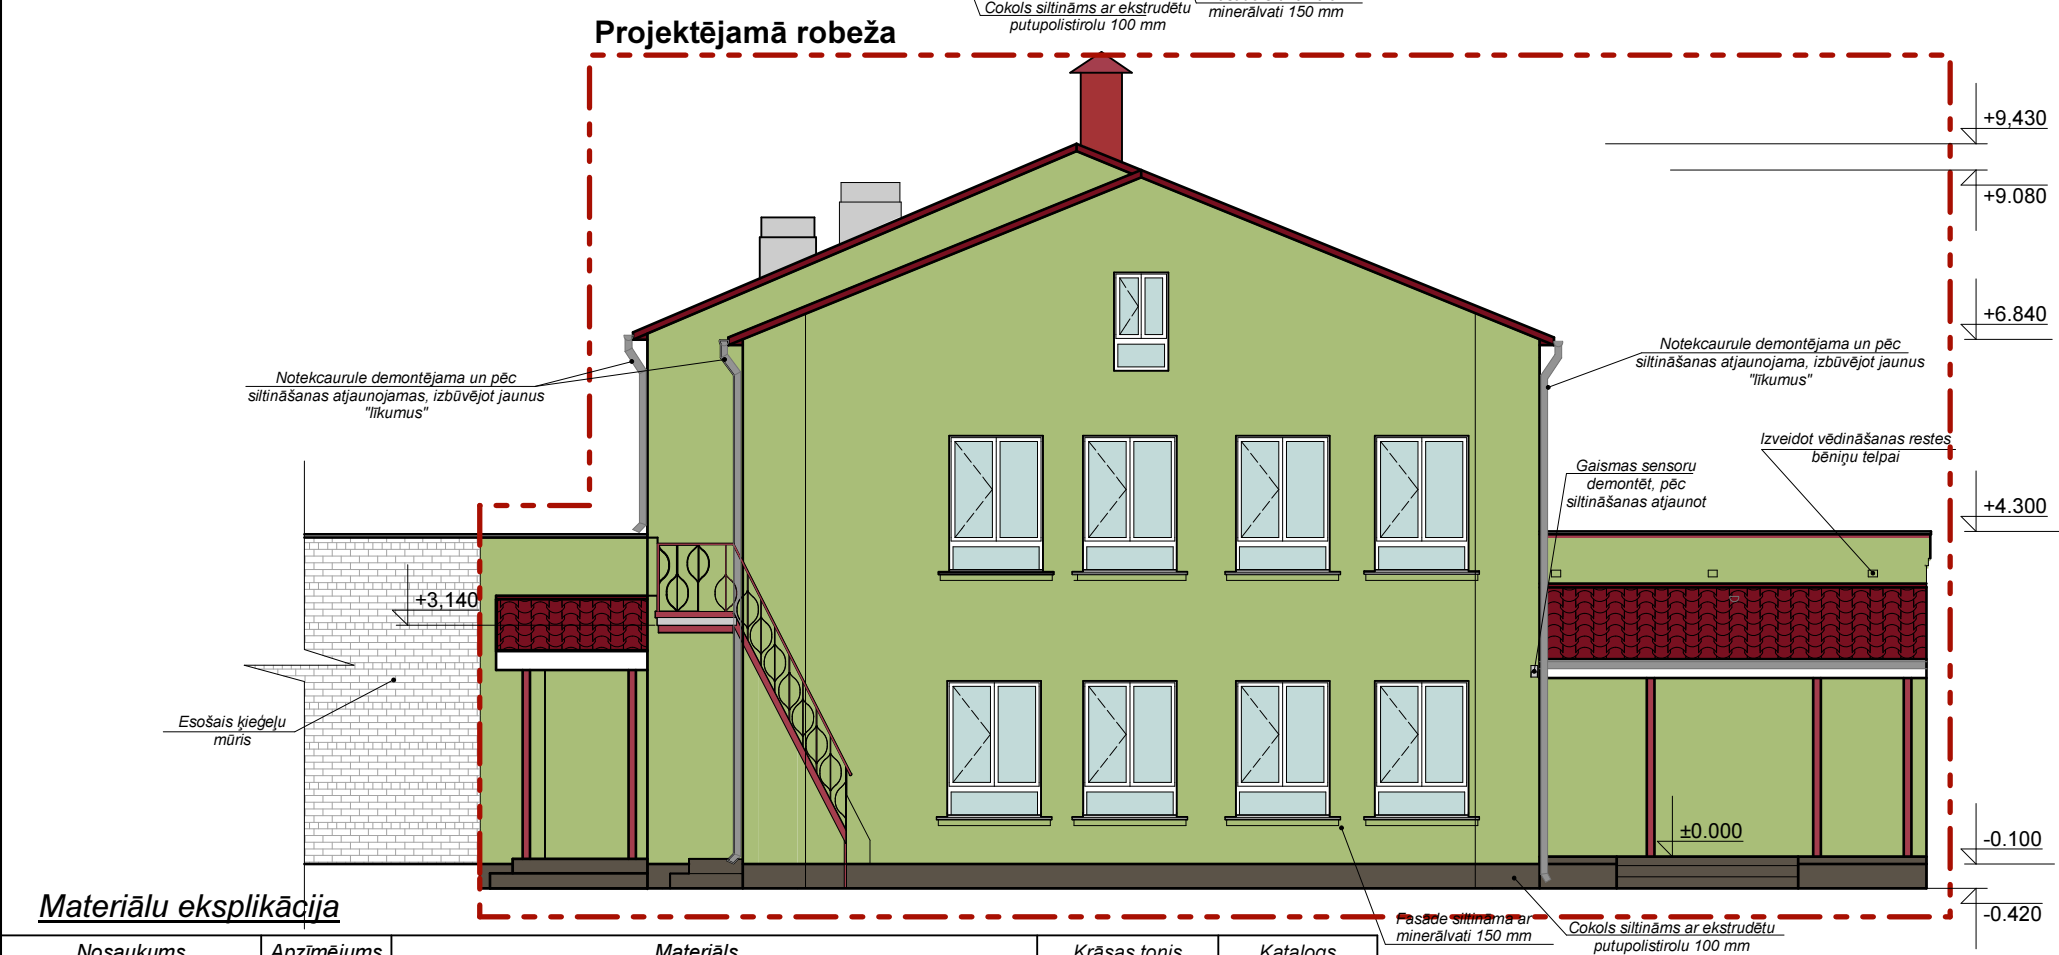 Cokols siltināms ar ekstrudētu
putupolistirolu 100 mm
minerālvati 150 mm
Projektējamā robeža
+9,430
+9.080
+6.840
Notekcaurule demontējama un pēc
siltināšanas atjaunojamas, izbūvējot jaunus
"līkumus"
Notekcaurule demontējama un pēc
siltināšanas atjaunojama, izbūvējot jaunus
"līkumus"
Izveidot vēdināšanas restes
bēniņu telpai
Gaismas sensoru
demontēt, pēc
siltināšanas atjaunot
+4.300
+3,140
Esošais ķieģeļu
mūris
±0.000
-0.100
-0.420
Fasāde siltināma ar
minerālvati 150 mm
Cokols siltināms ar ekstrudētu
putupolistirolu 100 mm
Materiālu eksplikācija
Nosaukums Apzīmējums Materiāls Krāsas tonis Katalogs